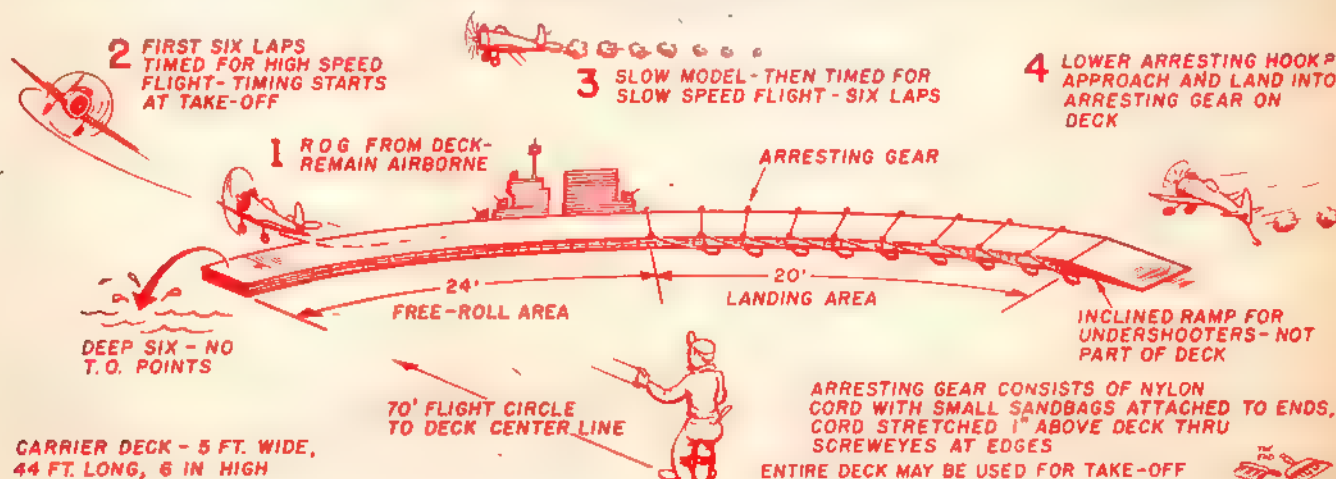 2 FIRST SIX LAPS
TIMED FOR HIGH SPEED
FLIGHT-TIMING STARTS
AT TAKE-OFF
3 SLOW MODEL-THEN TIMED FOR
SLOW SPEED FLIGHT-SIX LAPS
4 LOWER ARRESTING HOOK
APPROACH AND LAND INTO
ARRESTING GEAR ON
DECK
1 R O G FROM DECK-
REMAIN AIRBORNE
ARRESTING GEAR
24'
FREE-ROLL AREA
20'
LANDING AREA
DEEP SIX - NO
T.O. POINTS
INCLINED RAMP FOR
UNDERSHOOTERS-NOT
PART OF DECK
70' FLIGHT CIRCLE
TO DECK CENTER LINE
ARRESTING GEAR CONSISTS OF NYLON
CORD WITH SMALL SANDBAGS ATTACHED TO ENDS,
CORD STRETCHED 1" ABOVE DECK THRU
SCREWEYES AT EDGES
CARRIER DECK - 5 FT. WIDE,
44 FT. LONG, 6 IN HIGH
ENTIRE DECK MAY BE USED FOR TAKE-OFF
THE
END